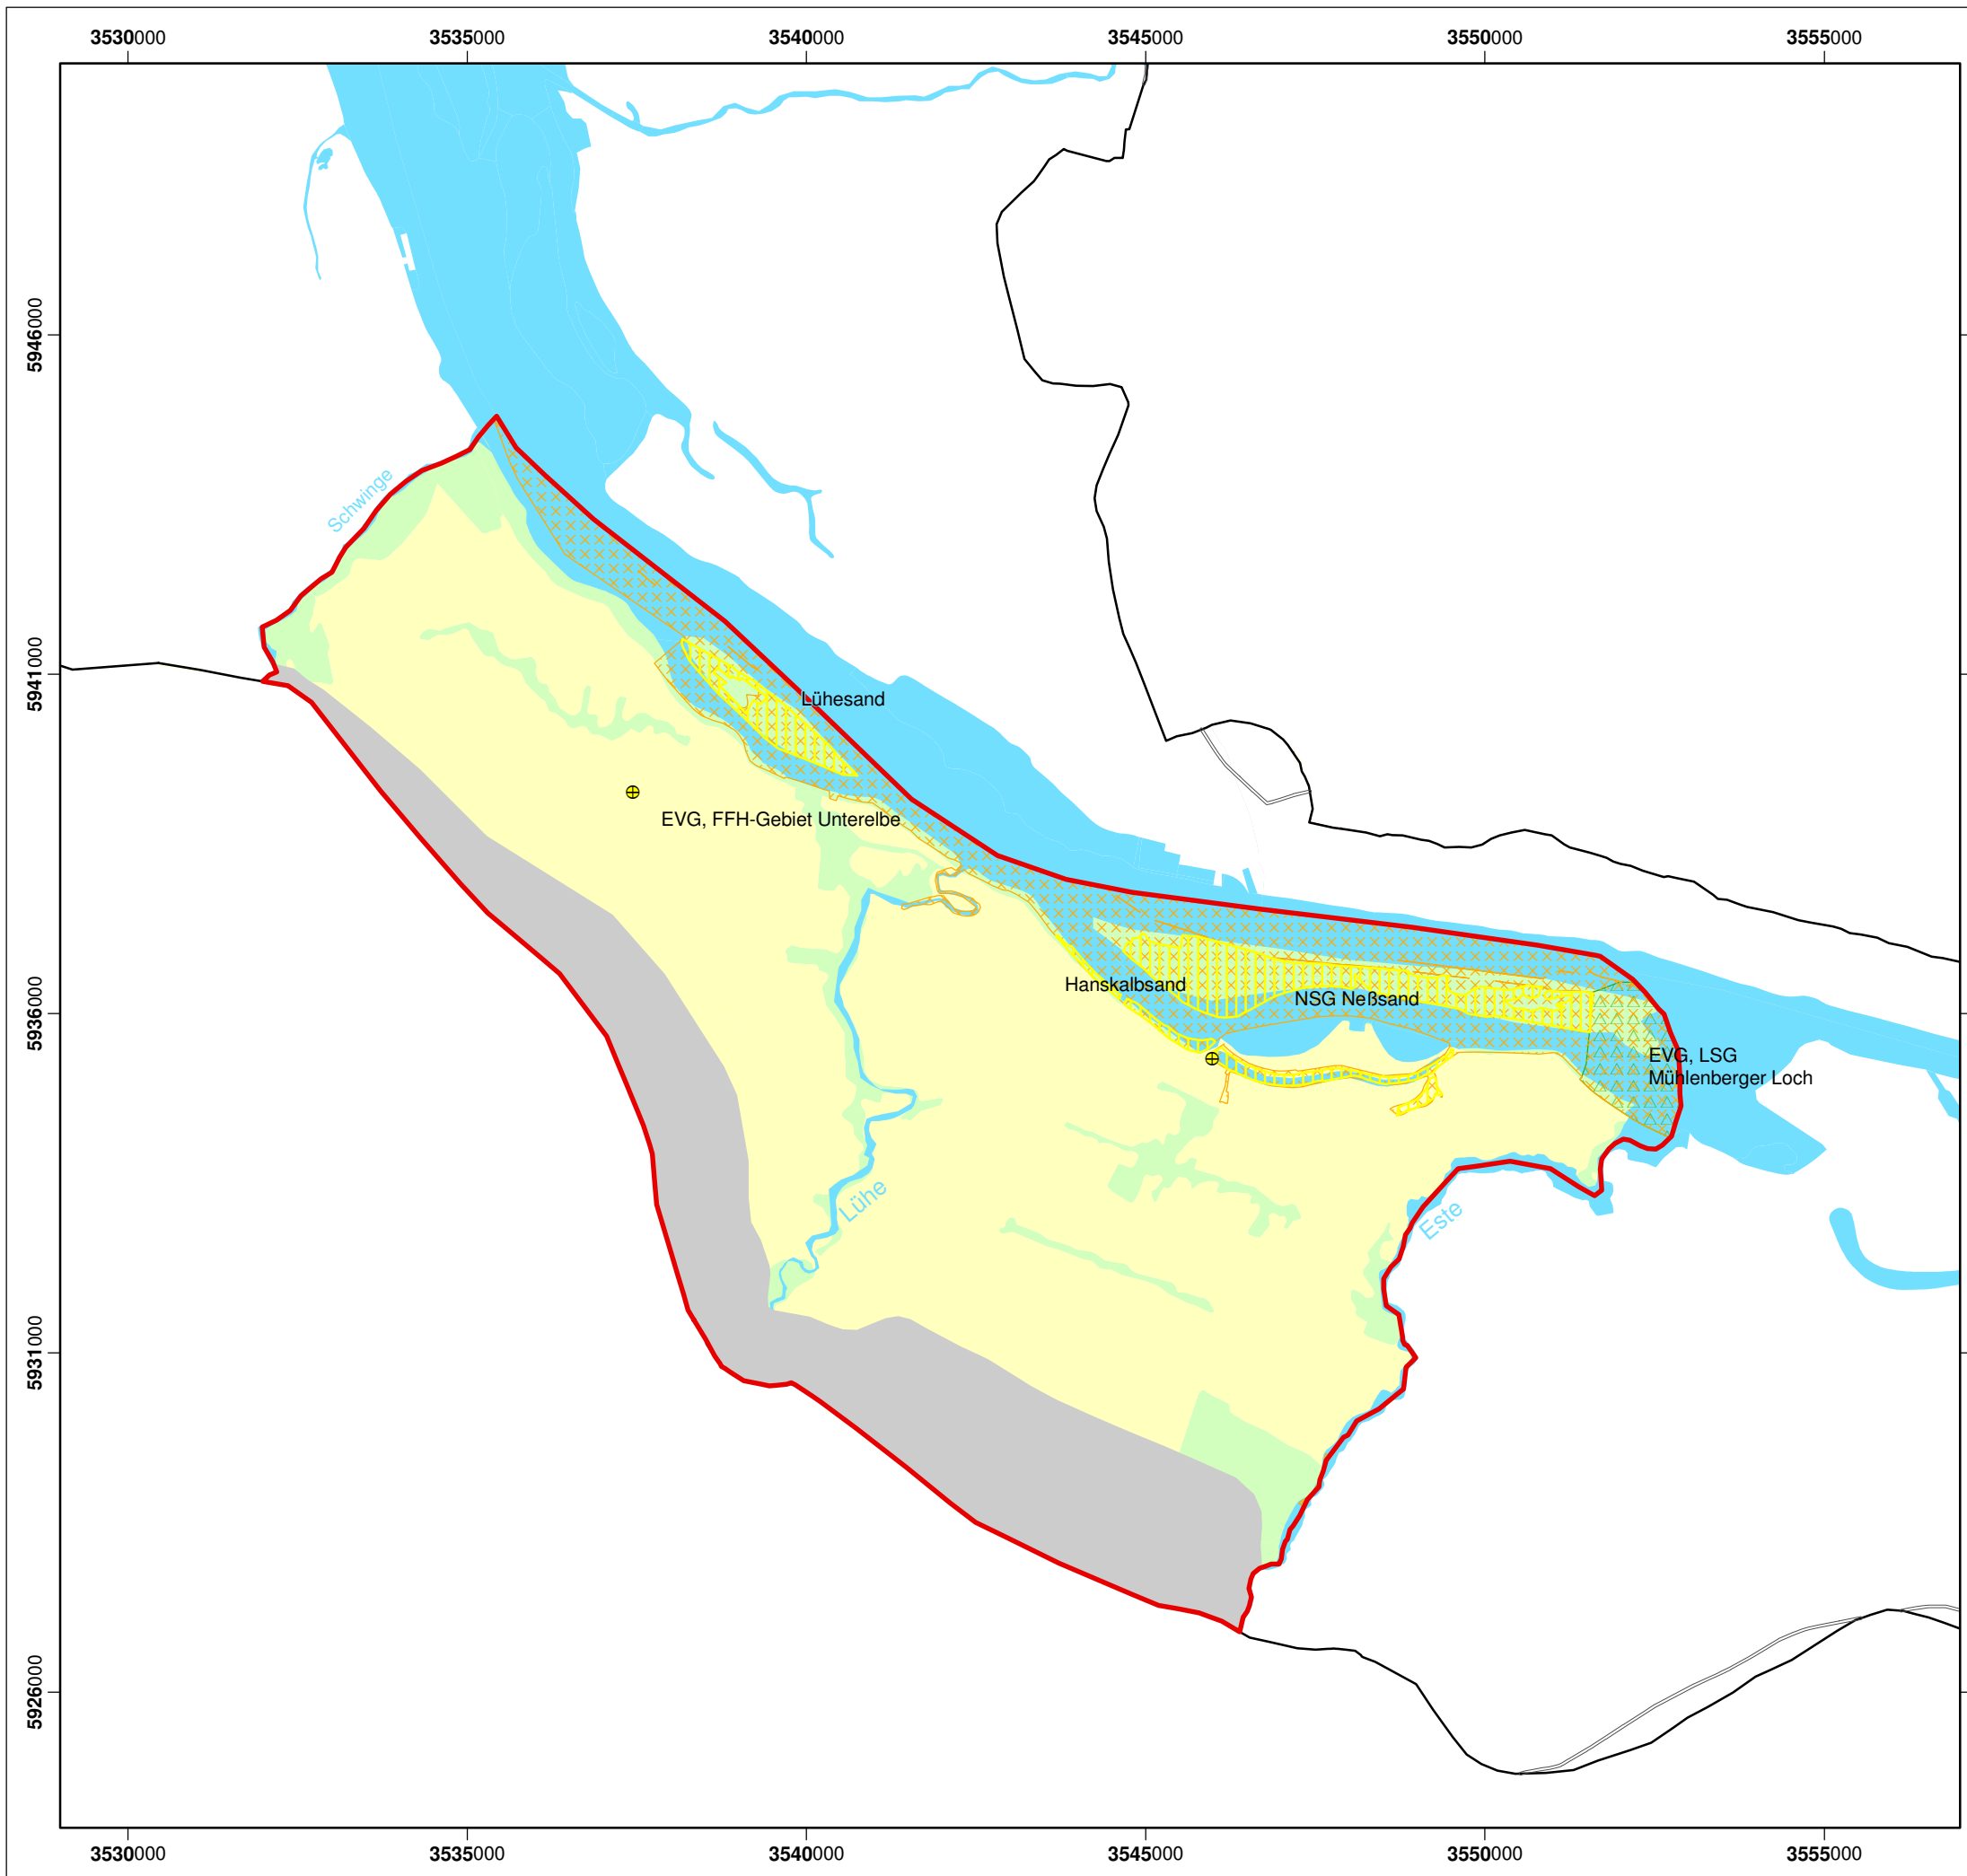 3530000 3535000 3540000 3545000 3550000 3555000
5946000
Schwinge
5941000
Lühesand
EVG, FFH-Gebiet Unterelbe
Hanskalbsand
NSG Neßsand
5936000
EVG, LSG
Mühlenberger Loch
Lühe
Este
5931000
5926000
3530000 3535000 3540000 3545000 3550000 3555000